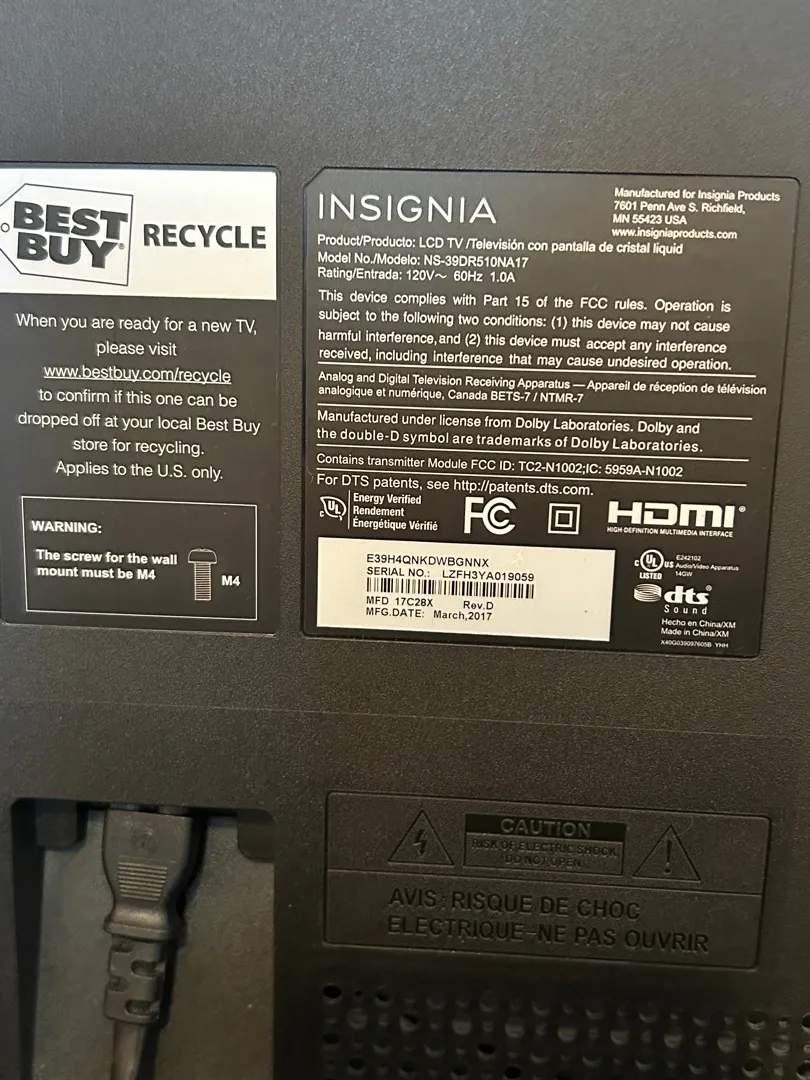 BEST
BUY®
RECYCLE
When you are ready for a new TV,
please visit
www.bestbuy.com/recycle
to confirm if this one can be
dropped off at your local Best Buy
store for recycling.
Applies to the U.S. only.
WARNING:
The screw for the wall
mount must be M4
M4
INSIGNIA
Manufactured for Insignia Products
7601 Penn Ave S. Richfield,
MN 55423 USA
www.insigniaproducts.com
Product/Producto: LCD TV /Televisión con pantalla de cristal liquid
Model No./Modelo: NS-39DR510NA17
Rating/Entrada: 120V～ 60Hz 1.0A
This device complies with Part 15 of the FCC rules. Operation is
subject to the following two conditions: (1) this device may not cause
harmful interference,and (2) this device must accept any interference
received, including interference that may cause undesired operation.
Analog and Digital Television Receiving Apparatus — Appareil de réception de télévision
analogique et numérique, Canada BETS-7 / NTMR-7
Manufactured under license from Dolby Laboratories. Dolby and
the double-D symbol are trademarks of Dolby Laboratories.
Contains transmitter Module FCC ID: TC2-N1002;IC: 5959A-N1002
For DTS patents, see http://patents.dts.com.
c UL US
Energy Verified
Rendement
Énergétique Vérifié
FC
HDMI®
HIGH-DEFINITION MULTIMEDIA INTERFACE
E39H4QNKDWBGNNX
SERIAL NO.: LZFH3YA019059
MFD 17C28X Rev.D
MFG.DATE: March,2017
c UL US
LISTED
E242102
Audio/Video Apparatus
14GW
dts
Sound
Hecho en China/XM
Made in China/XM
X40G039097605B YHH
CAUTION
RISK OF ELECTRIC SHOCK
DO NOT OPEN
AVIS:RISQUE DE CHOC
ELECTRIQUE-NE PAS OUVRIR